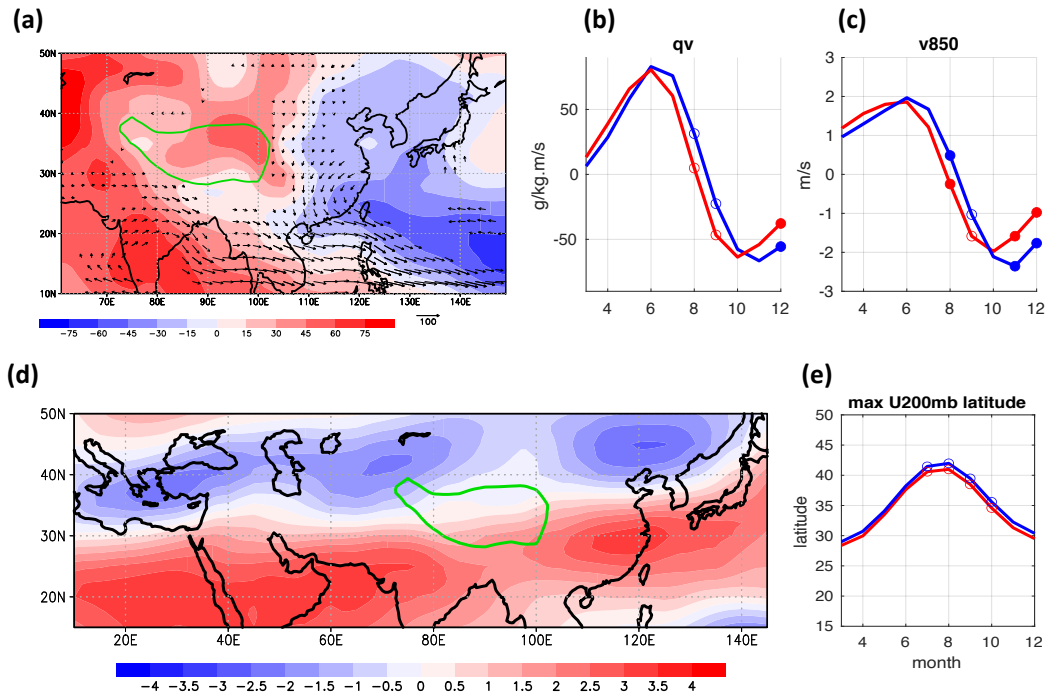 (a)
50N
40N
30N
20N
10N
70E 80E 90E 100E 110E 120E 130E 140E
100
-75 -60 -45 -30 -15 0 15 30 45 60 75
(b)
qv
g/kg.m/s
50
0
-50
4 6 8 10 12
(c)
v850
m/s
3
2
1
0
-1
-2
-3
4 6 8 10 12
(d)
50N
40N
30N
20N
20E 40E 60E 80E 100E 120E 140E
-4 -3.5 -3 -2.5 -2 -1.5 -1 -0.5 0 0.5 1 1.5 2 2.5 3 3.5 4
(e)
max U200mb latitude
latitude
50
45
40
35
30
25
20
15
4 6 8 10 12
month